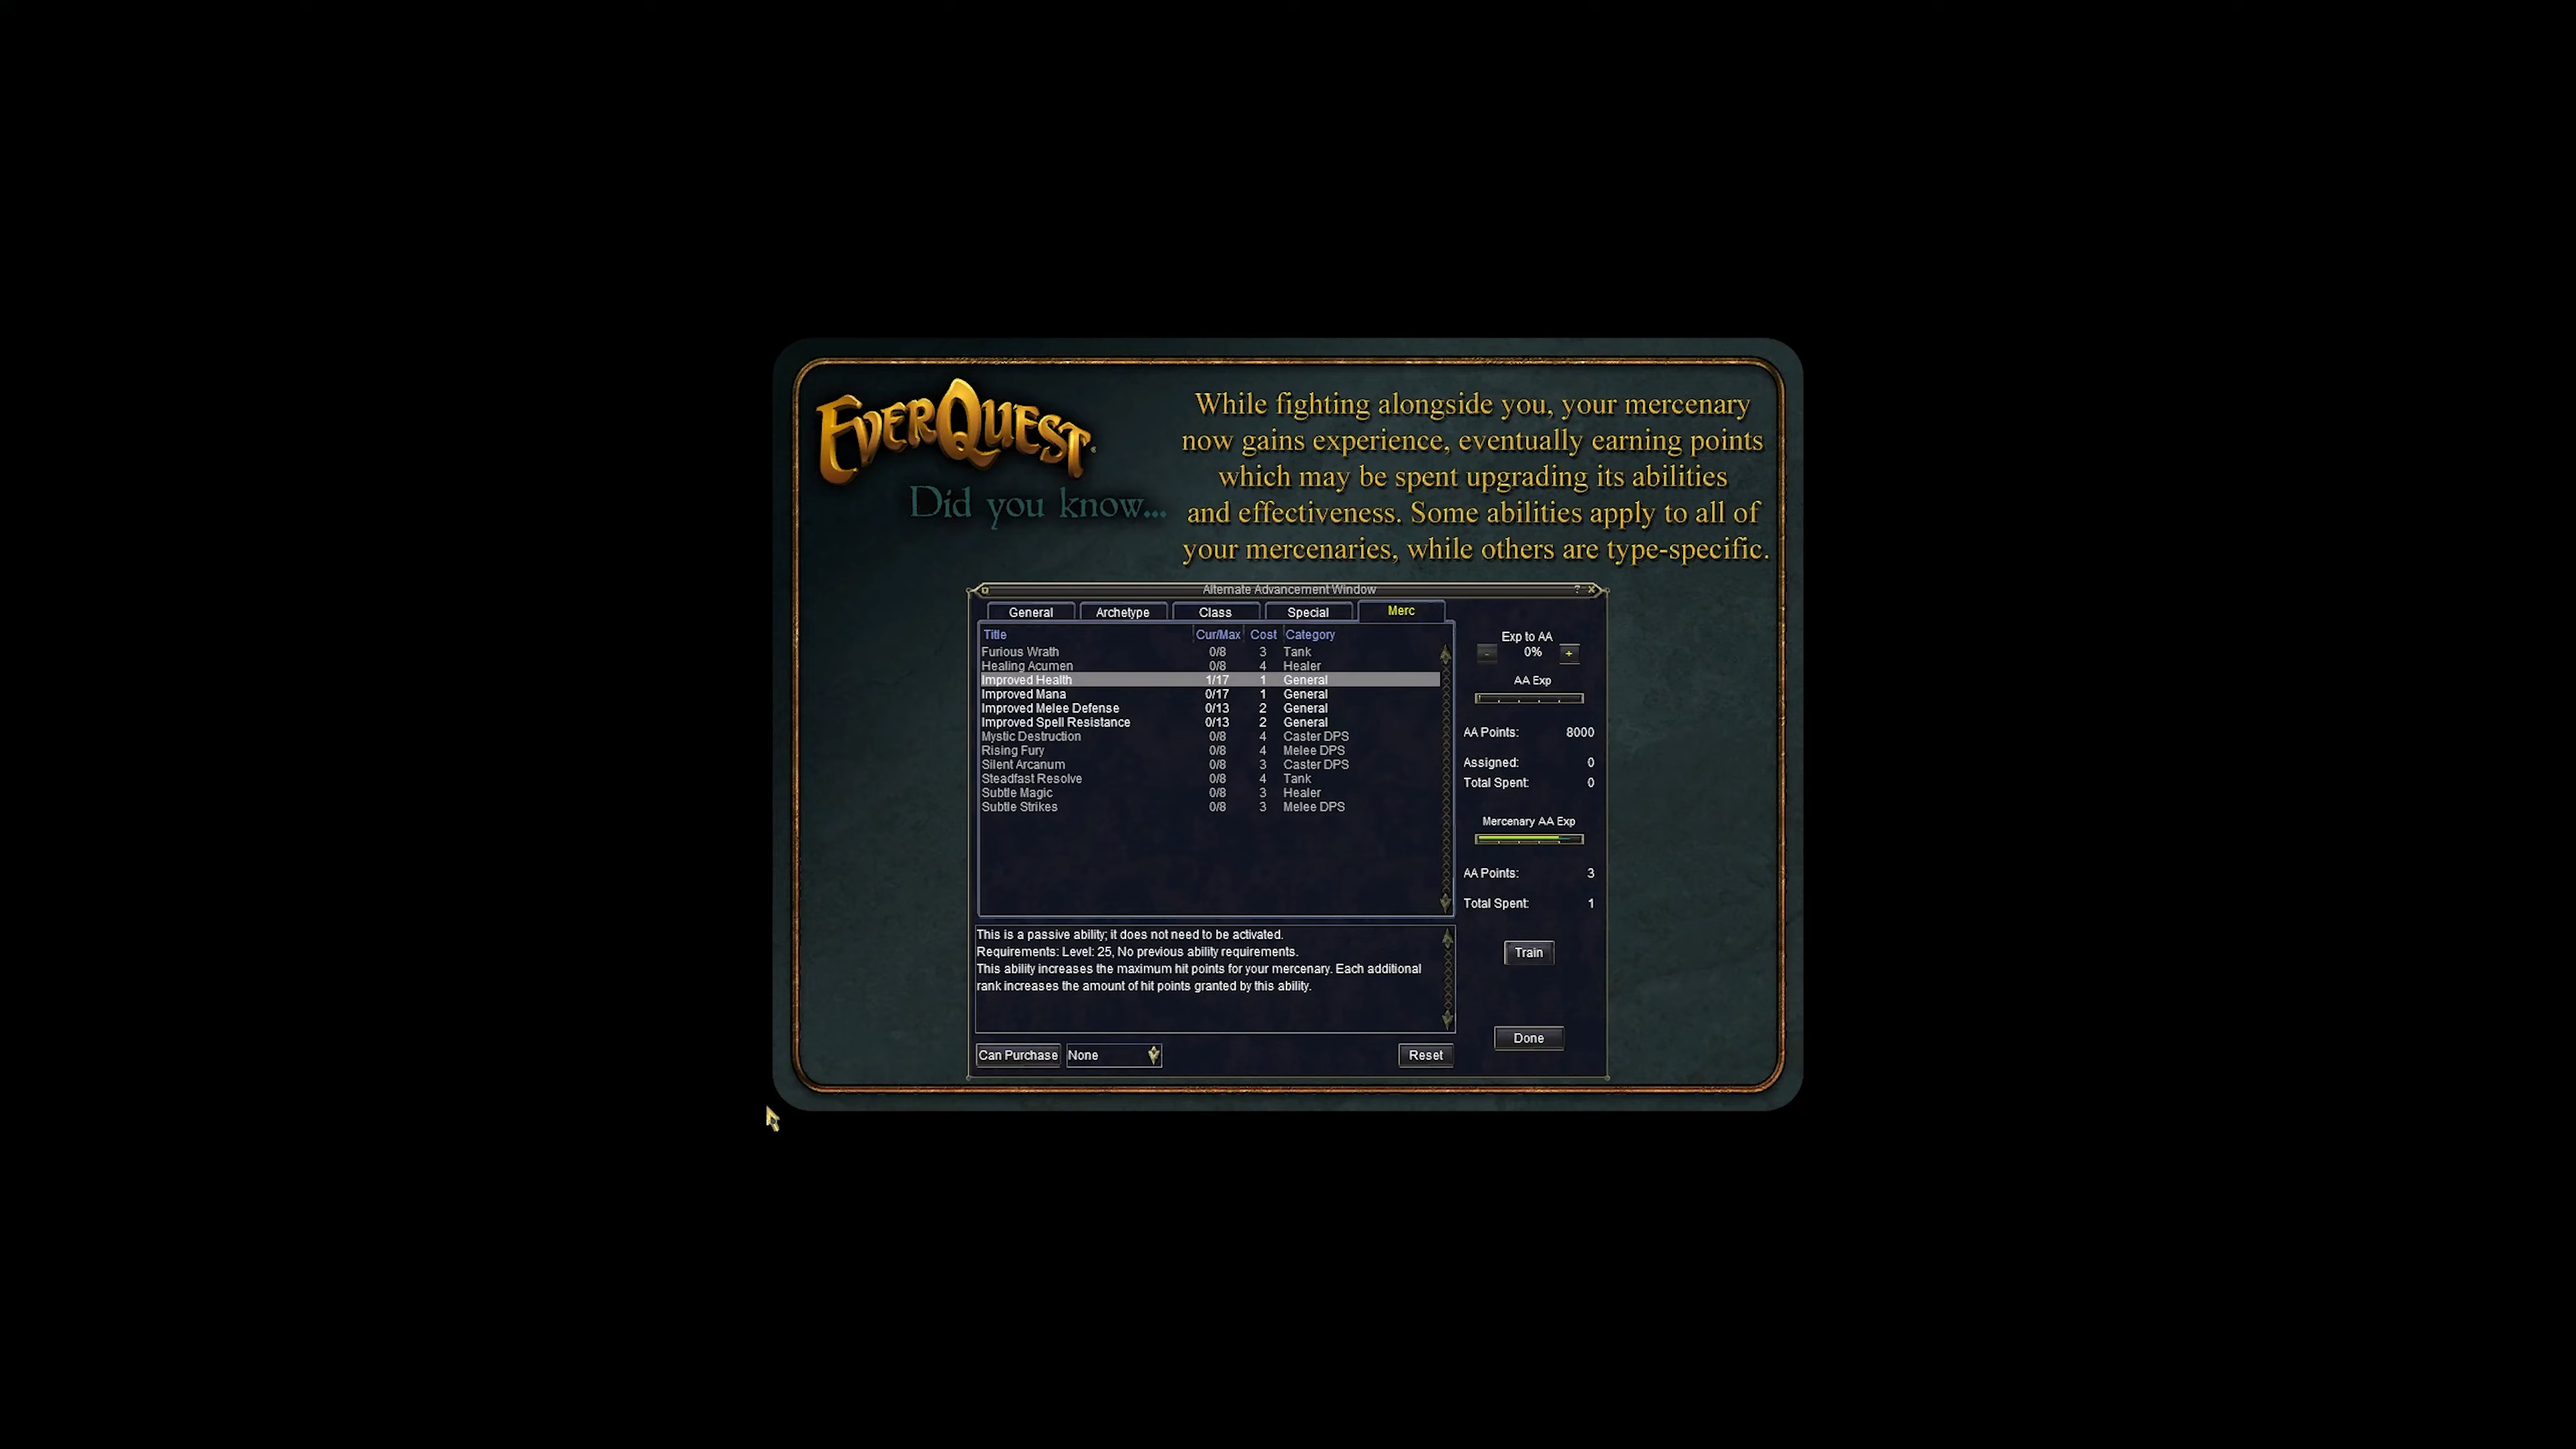 EVERQUEST
Did you know...
While fighting alongside you, your mercenary
now gains experience, eventually earning points
which may be spent upgrading its abilities
and effectiveness. Some abilities apply to all of
your mercenaries, while others are type-specific.
Alternate Advancement Window ? X
General Archetype Class Special Merc
Title Cur/Max Cost Category
Furious Wrath 0/8 3 Tank
Healing Acumen 0/8 4 Healer
Improved Health 1/17 1 General
Improved Mana 0/17 1 General
Improved Melee Defense 0/13 2 General
Improved Spell Resistance 0/13 2 General
Mystic Destruction 0/8 4 Caster DPS
Rising Fury 0/8 4 Melee DPS
Silent Arcanum 0/8 3 Caster DPS
Steadfast Resolve 0/8 4 Tank
Subtle Magic 0/8 3 Healer
Subtle Strikes 0/8 3 Melee DPS
Exp to AA
- 0% +
AA Exp
AA Points: 8000
Assigned: 0
Total Spent: 0
Mercenary AA Exp
AA Points: 3
Total Spent: 1
Train
Done
This is a passive ability; it does not need to be activated.
Requirements: Level: 25, No previous ability requirements.
This ability increases the maximum hit points for your mercenary. Each additional
rank increases the amount of hit points granted by this ability.
Can Purchase None Reset